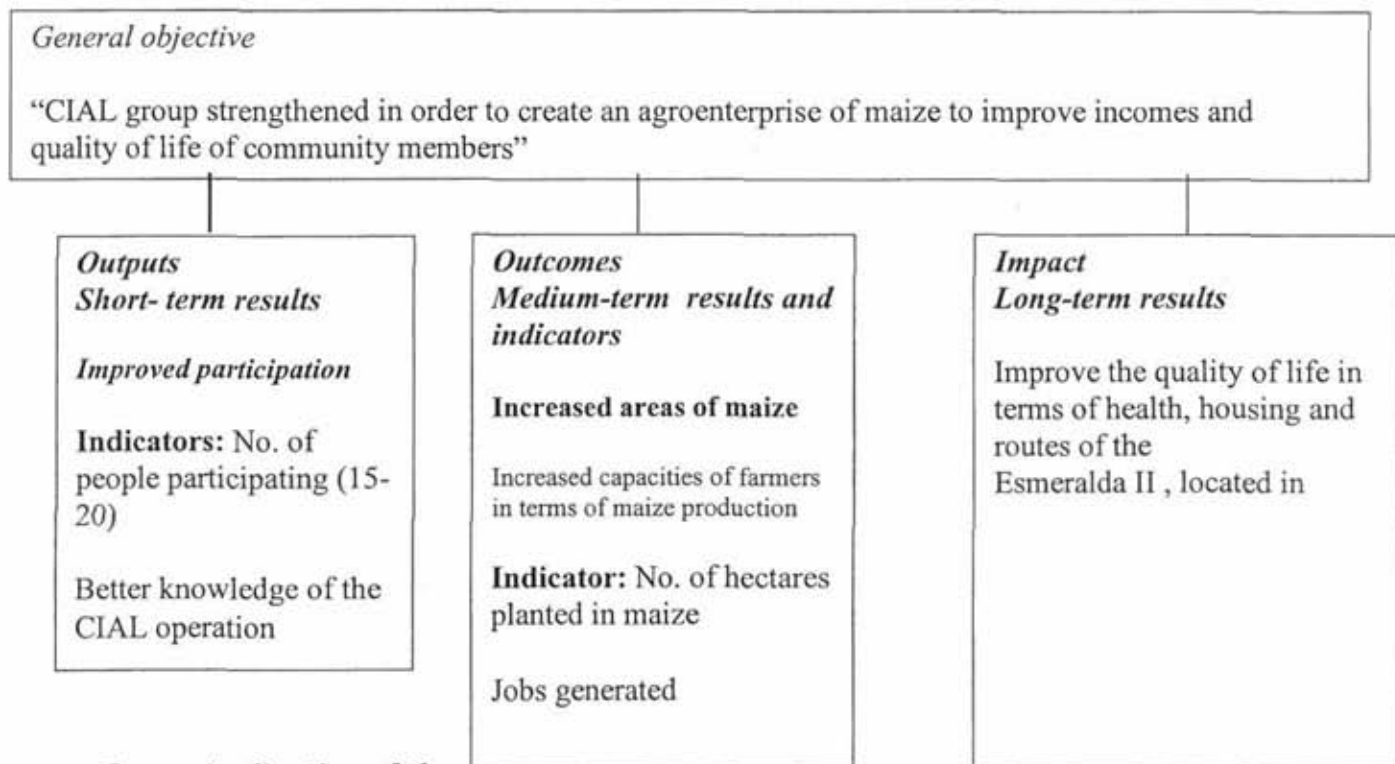 General objective
“CIAL group strengthened in order to create an agroenterprise of maize to improve incomes and
quality of life of community members”
Outputs
Short- term results
Improved participation
Indicators: No. of
people participating (15-
20)
Better knowledge of the
CIAL operation
Outcomes
Medium-term results and
indicators
Increased areas of maize
Increased capacities of farmers
in terms of maize production
Indicator: No. of hectares
planted in maize
Jobs generated
Impact
Long-term results
Improve the quality of life in
terms of health, housing and
routes of the
Esmeralda II , located in